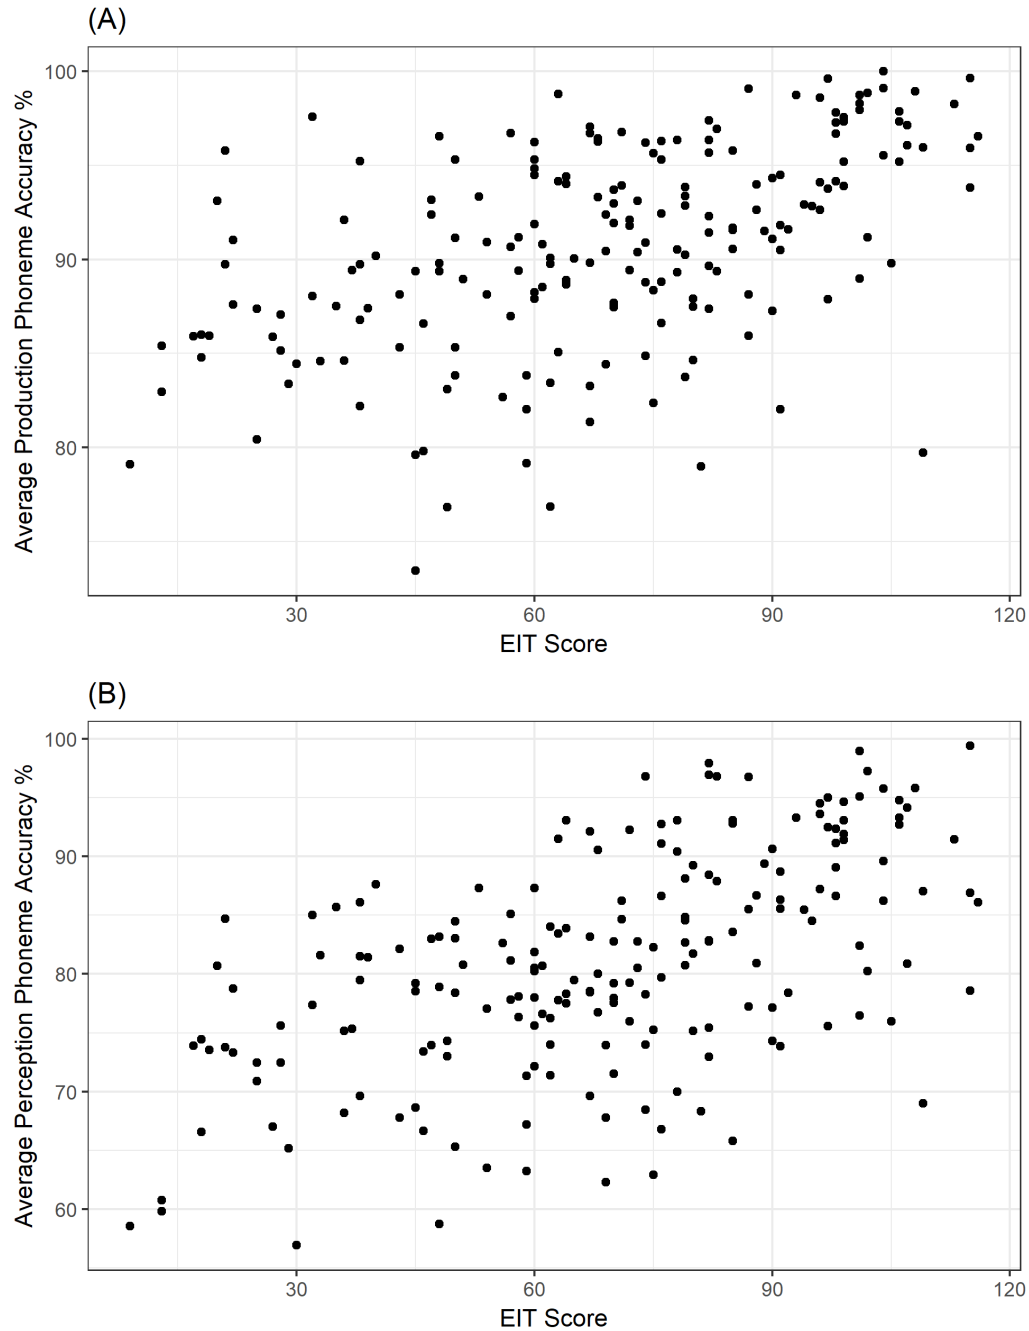 (A)
Average Production Phoneme Accuracy %
100
90
80
30 60 90 120
EIT Score
(B)
Average Perception Phoneme Accuracy %
100
90
80
70
60
30 60 90 120
EIT Score